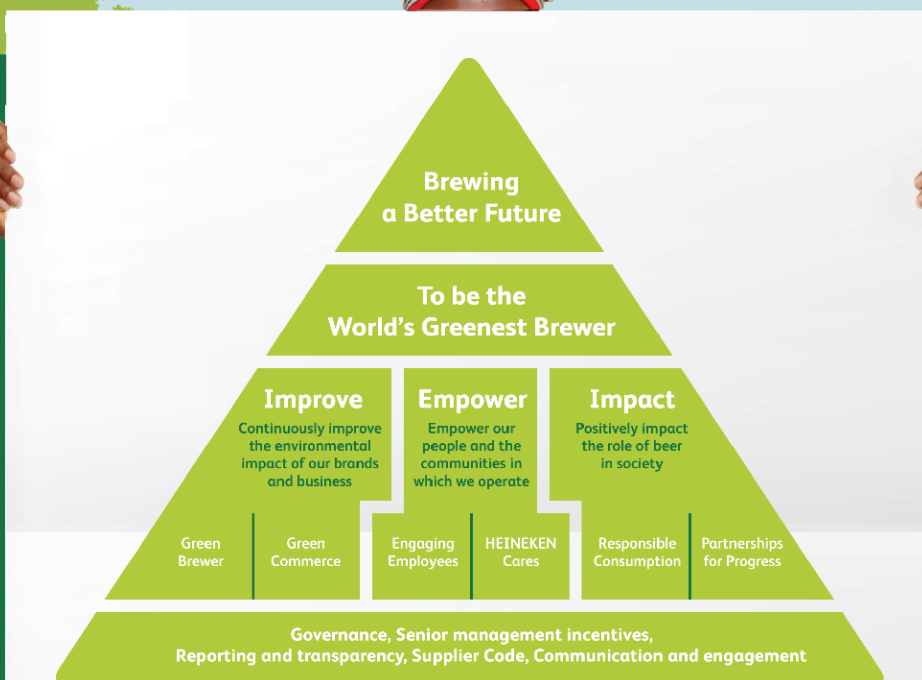 Brewing
a Better Future
To be the
World's Greenest Brewer
Improve
Continuously improve
the environmental
impact of our brands
and business
Empower
Empower our
people and the
communities in
which we operate
Impact
Positively impact
the role of beer
in society
Green
Brewer
Green
Commerce
Engaging
Employees
HEINEKEN
Cares
Responsible
Consumption
Partnerships
for Progress
Governance, Senior management incentives,
Reporting and transparency, Supplier Code, Communication and engagement